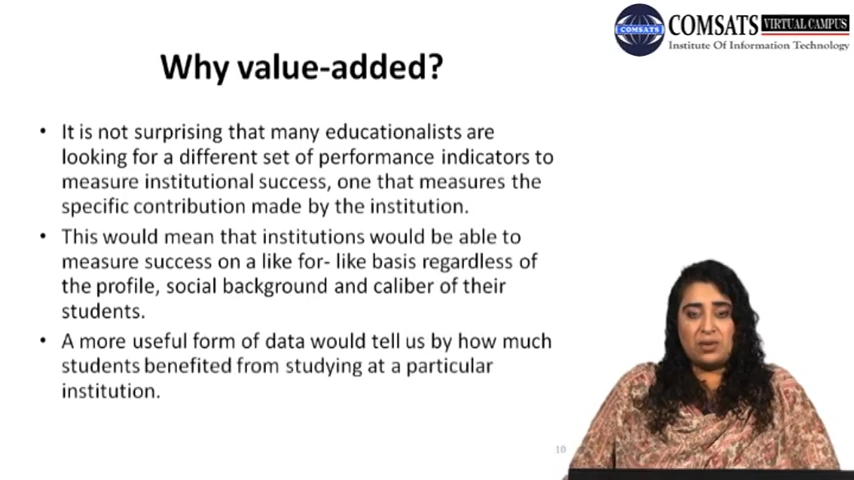 COMSATS
COMSATS VIRTUAL CAMPUS
Institute Of Information Technology
Why value-added?
• It is not surprising that many educationalists are
looking for a different set of performance indicators to
measure institutional success, one that measures the
specific contribution made by the institution.
• This would mean that institutions would be able to
measure success on a like for- like basis regardless of
the profile, social background and caliber of their
students.
• A more useful form of data would tell us by how much
students benefited from studying at a particular
institution.
10